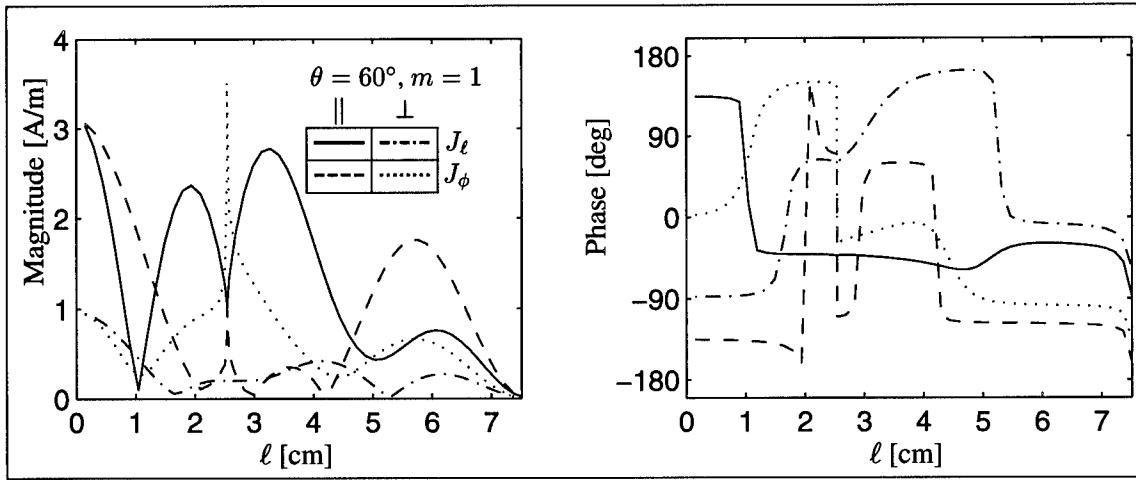 4
3
2
1
0
Magnitude [A/m]
θ = 60°, m = 1
|| ⊥
J_ℓ
J_ϕ
0 1 2 3 4 5 6 7
ℓ [cm]
180
90
0
−90
−180
Phase [deg]
0 1 2 3 4 5 6 7
ℓ [cm]